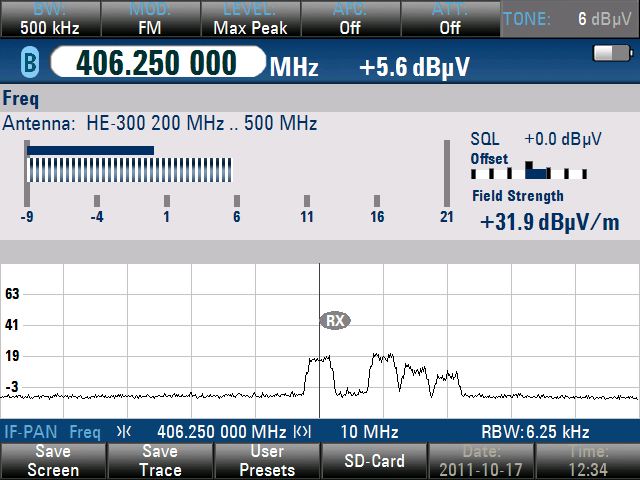 BW: MOD: LEVEL: AFC: ATT: TONE: 6 dBµV
500 kHz FM Max Peak Off Off
B 406.250 000 MHz +5.6 dBµV
Freq
Antenna: HE-300 200 MHz .. 500 MHz
SQL +0.0 dBµV
Offset
Field Strength
+31.9 dBµV/m
-9 -4 1 6 11 16 21
63
41
19
-3
RX
IF-PAN Freq 406.250 000 MHz 10 MHz RBW: 6.25 kHz
Save Save User SD-Card Date: Time:
Screen Trace Presets 2011-10-17 12:34